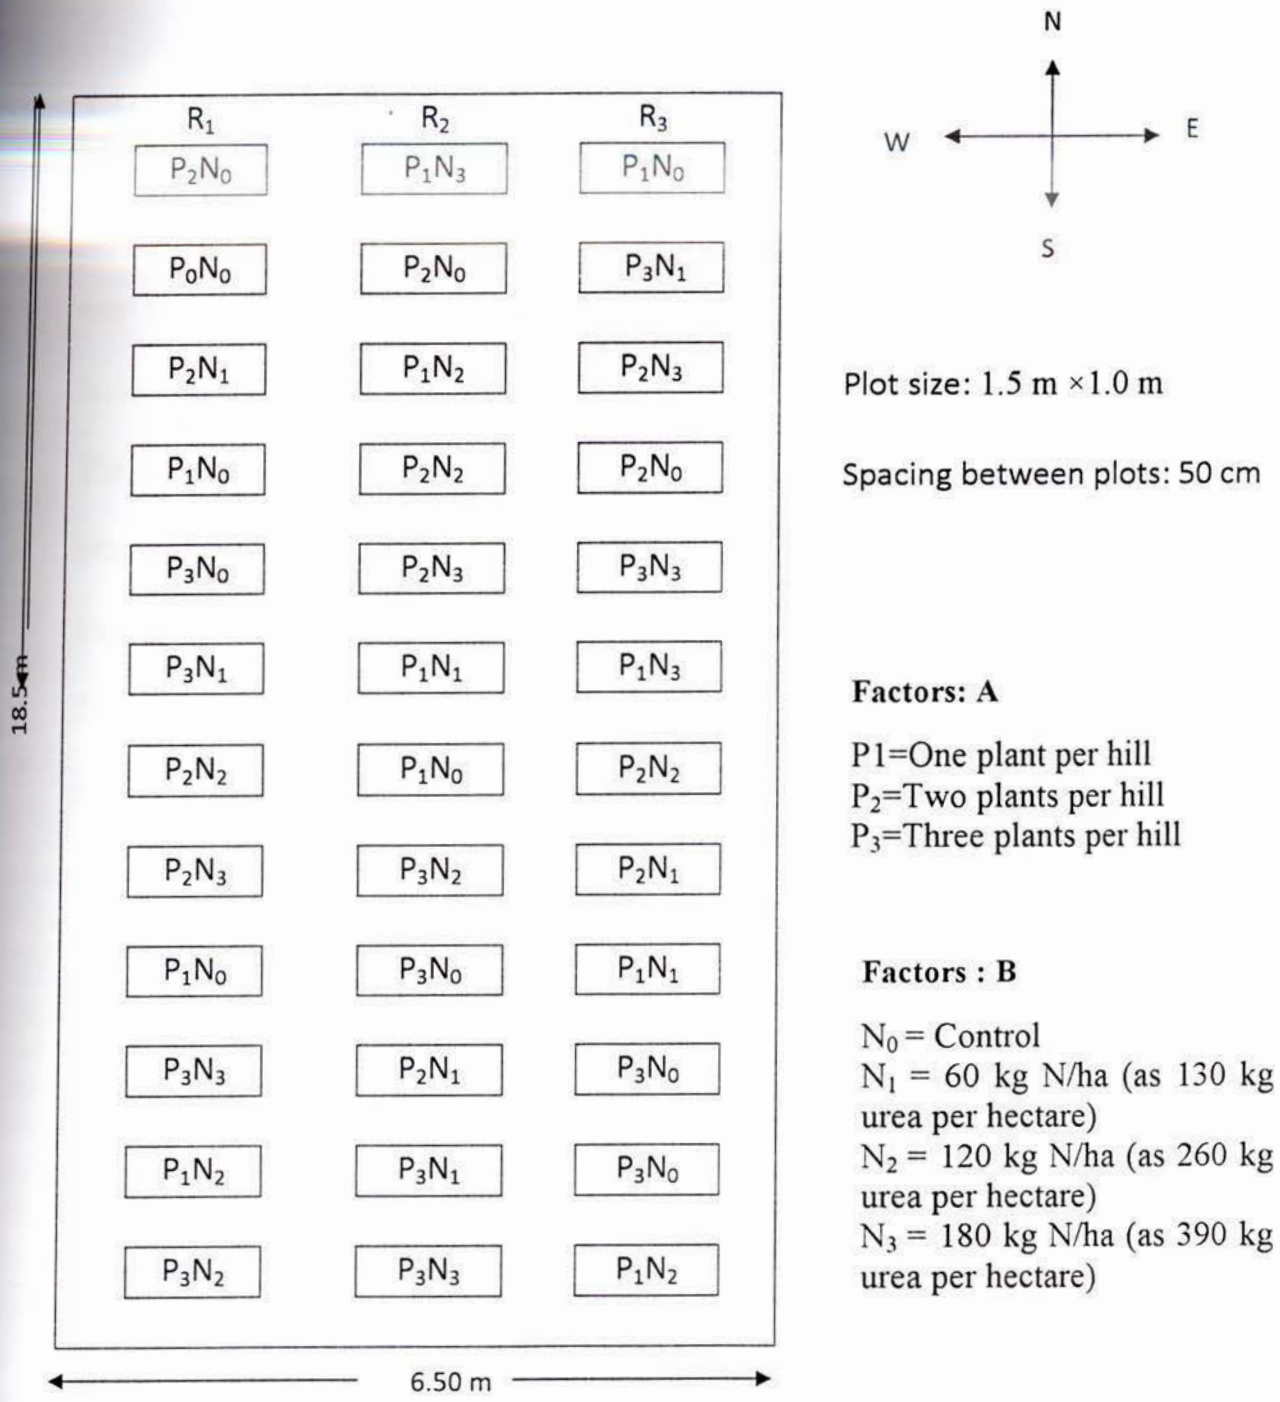 N
W E
S
R₁ R₂ R₃
P₂N₀ P₁N₃ P₁N₀
P₀N₀ P₂N₀ P₃N₁
P₂N₁ P₁N₂ P₂N₃
P₁N₀ P₂N₂ P₂N₀
P₃N₀ P₂N₃ P₃N₃
P₃N₁ P₁N₁ P₁N₃
P₂N₂ P₁N₀ P₂N₂
P₂N₃ P₃N₂ P₂N₁
P₁N₀ P₃N₀ P₁N₁
P₃N₃ P₂N₁ P₃N₀
P₁N₂ P₃N₁ P₃N₀
P₃N₂ P₃N₃ P₁N₂
18.5 m
6.50 m
Plot size: 1.5 m ×1.0 m
Spacing between plots: 50 cm
Factors: A
P1=One plant per hill
P₂=Two plants per hill
P₃=Three plants per hill
Factors : B
N₀ = Control
N₁ = 60 kg N/ha (as 130 kg
urea per hectare)
N₂ = 120 kg N/ha (as 260 kg
urea per hectare)
N₃ = 180 kg N/ha (as 390 kg
urea per hectare)